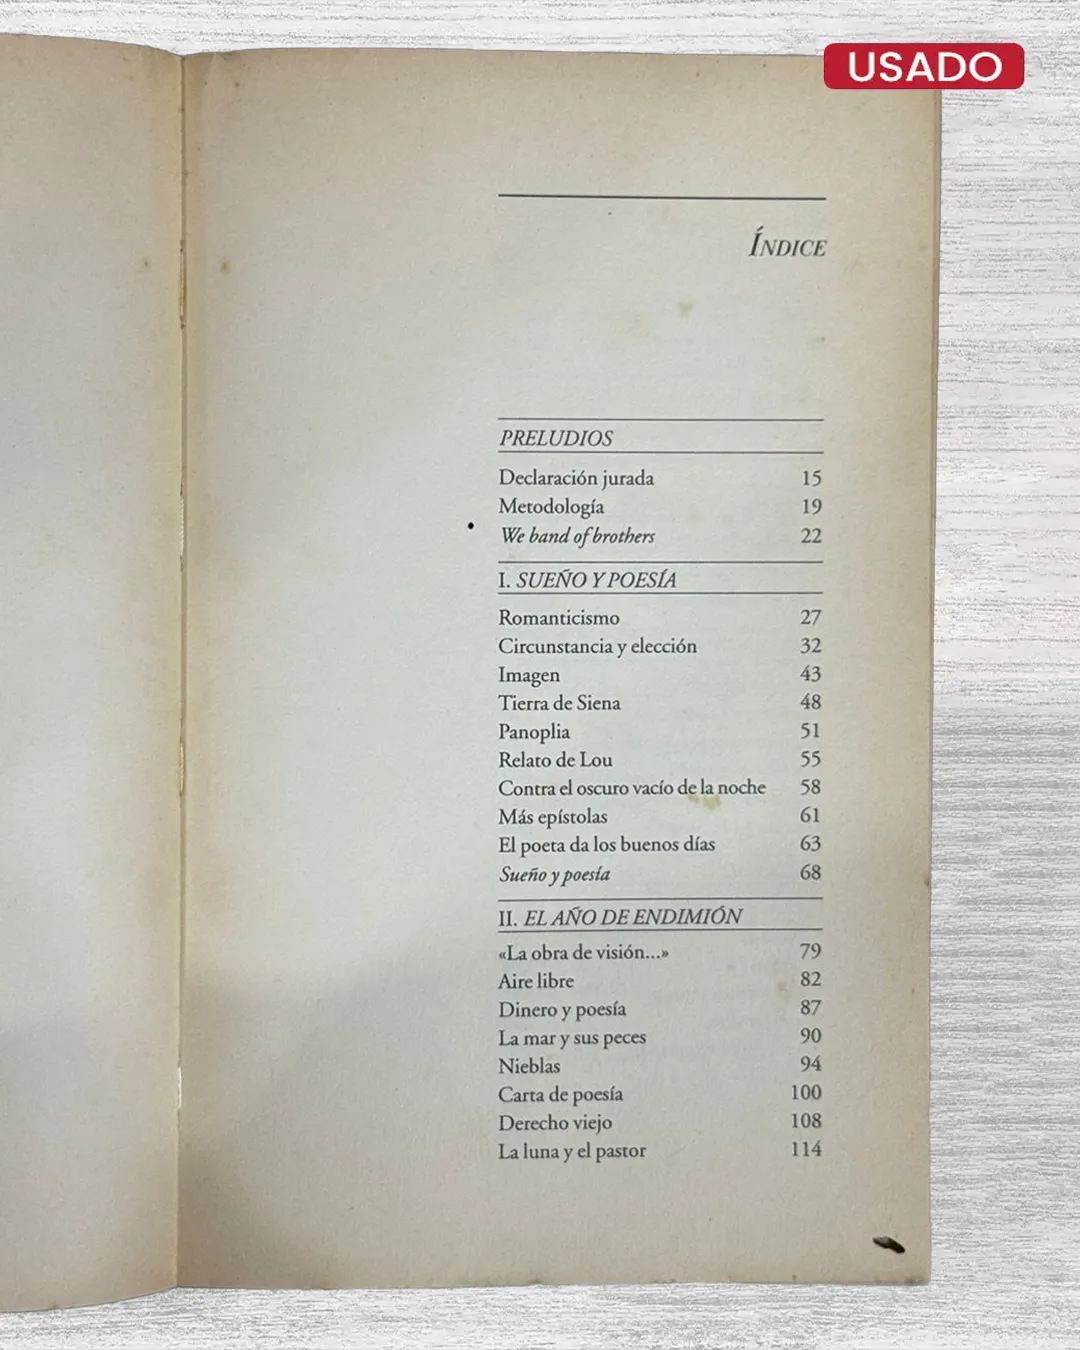 USADO
ÍNDICE
PRELUDIOS
Declaración jurada 15
Metodología 19
We band of brothers 22
I. SUEÑO Y POESÍA
Romanticismo 27
Circunstancia y elección 32
Imagen 43
Tierra de Siena 48
Panoplia 51
Relato de Lou 55
Contra el oscuro vacío de la noche 58
Más epístolas 61
El poeta da los buenos días 63
Sueño y poesía 68
II. EL AÑO DE ENDIMIÓN
«La obra de visión...» 79
Aire libre 82
Dinero y poesía 87
La mar y sus peces 90
Nieblas 94
Carta de poesía 100
Derecho viejo 108
La luna y el pastor 114